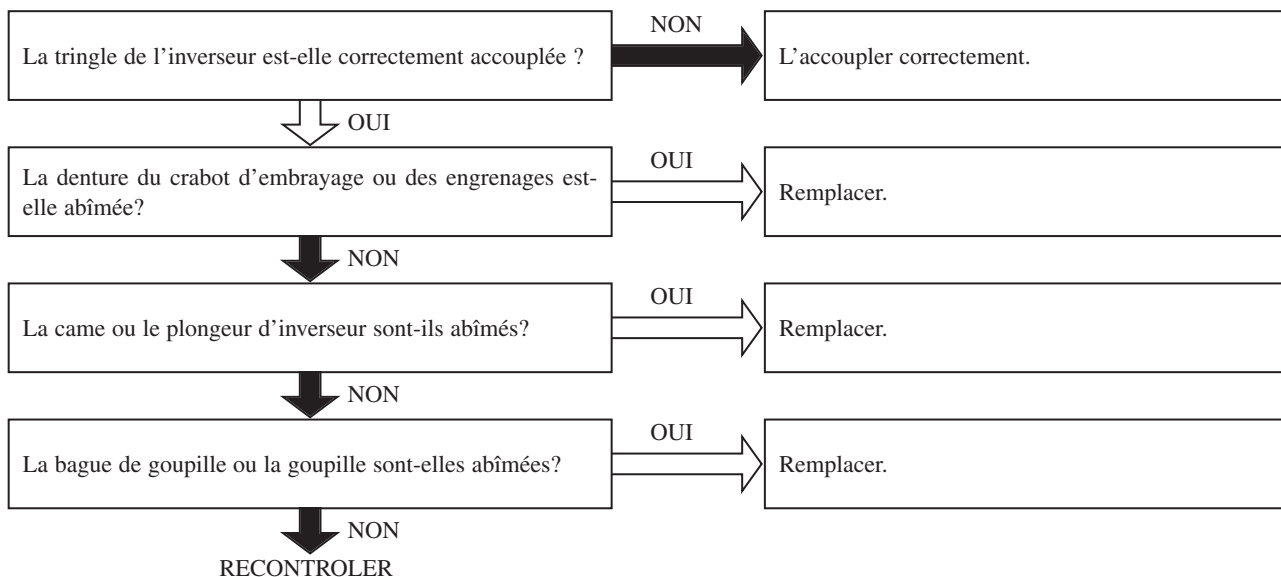 NON
La tringle de l’inverseur est-elle correctement accouplée ?
L’accoupler correctement.
OUI
OUI
La denture du crabot d’embrayage ou des engrenages est-
elle abîmée?
Remplacer.
NON
OUI
La came ou le plongeur d’inverseur sont-ils abîmés?
Remplacer.
NON
OUI
La bague de goupille ou la goupille sont-elles abîmées?
Remplacer.
NON
RECONTROLER